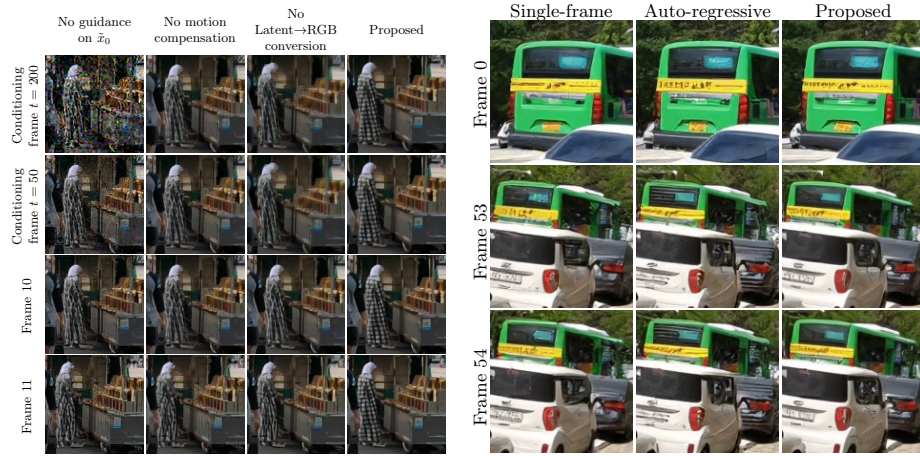 No guidance
on x̃₀
No motion
compensation
No
Latent→RGB
conversion
Proposed
Conditioning
frame t = 200
Conditioning
frame t = 50
Frame 10
Frame 11
Single-frame
Auto-regressive
Proposed
Frame 0
Frame 53
Frame 54